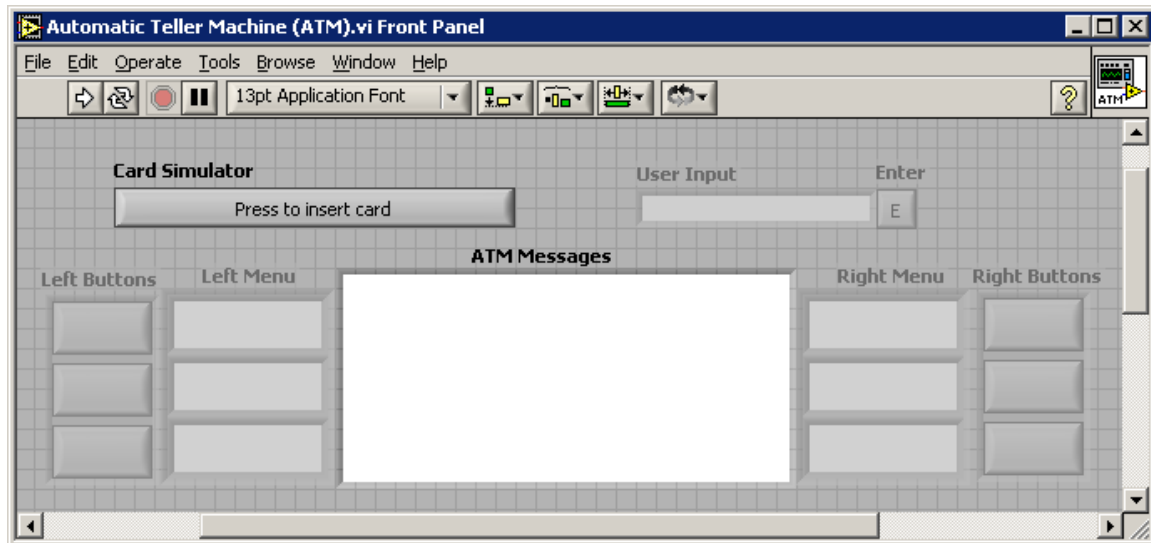 Automatic Teller Machine (ATM).vi Front Panel
File Edit Operate Tools Browse Window Help
13pt Application Font
?
ATM
Card Simulator
Press to insert card
User Input
Enter
E
ATM Messages
Left Buttons
Left Menu
Right Menu
Right Buttons